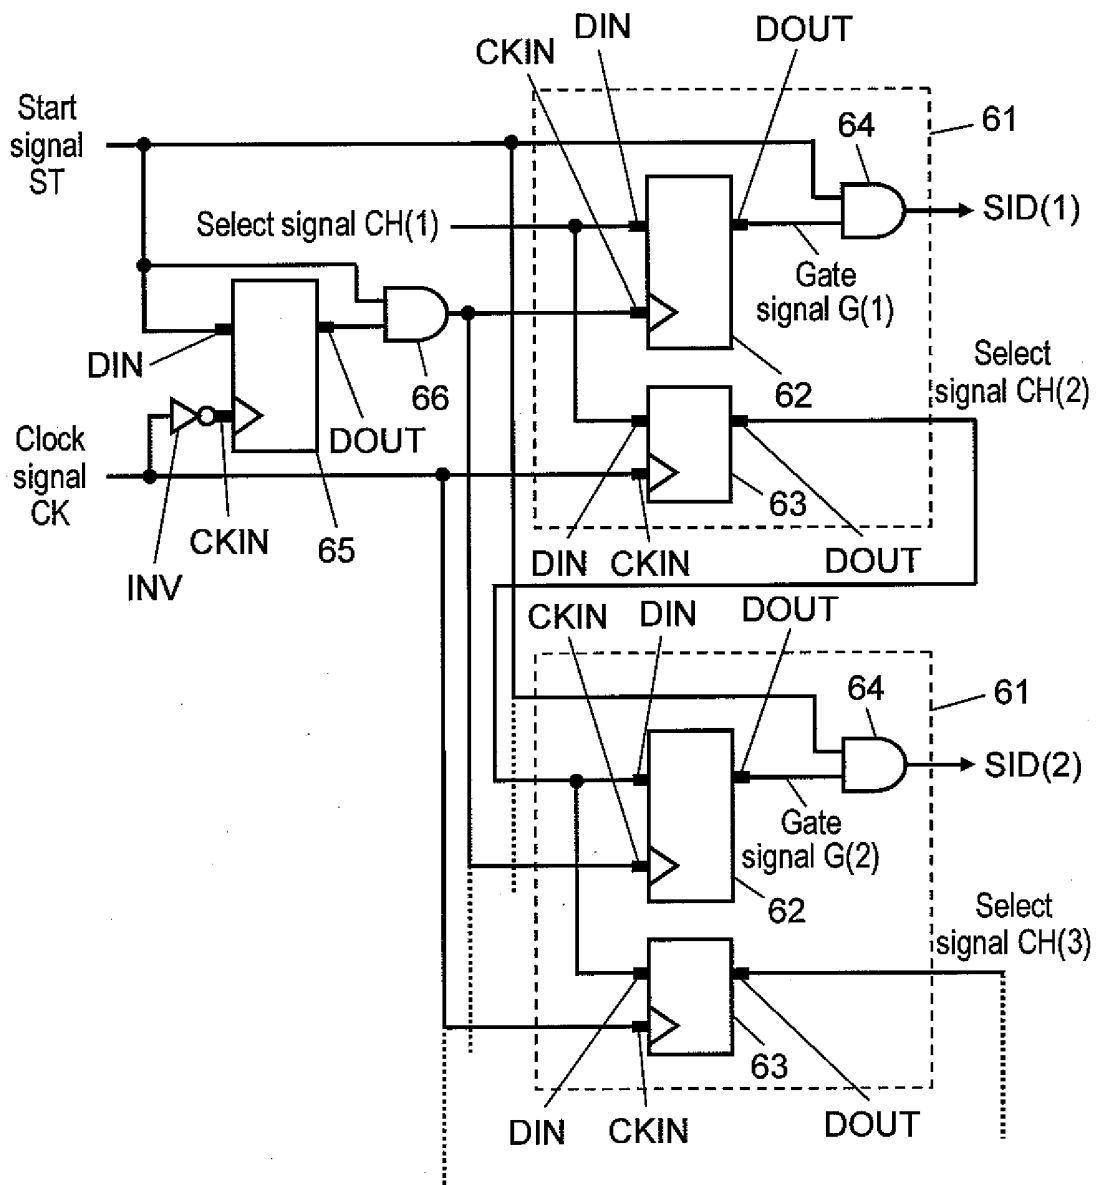 DIN
DOUT
CKIN
Start
signal
ST
64
61
Select signal CH(1)
SID(1)
Gate
signal G(1)
DIN
66
62
Select
signal CH(2)
DOUT
Clock
signal
CK
63
CKIN
65
INV
DIN
CKIN
DOUT
CKIN
DIN
DOUT
64
61
SID(2)
Gate
signal G(2)
62
Select
signal CH(3)
63
DIN
CKIN
DOUT